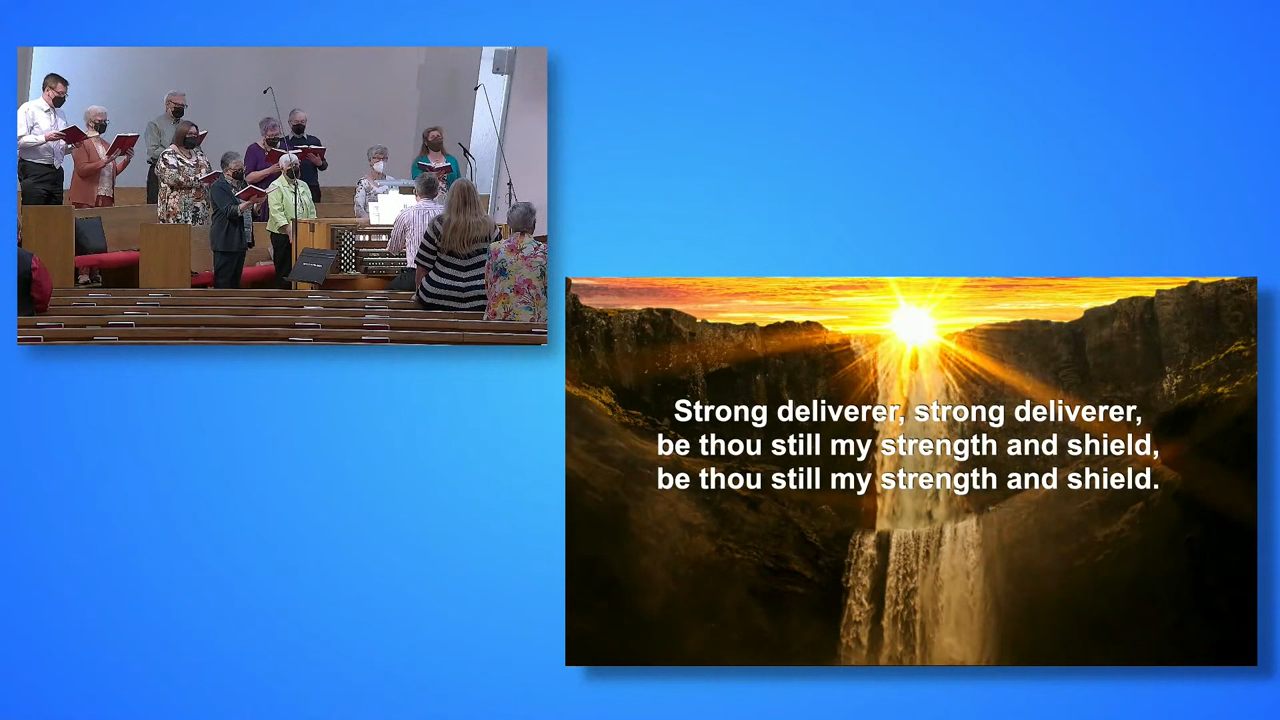 Strong deliverer, strong deliverer,
be thou still my strength and shield,
be thou still my strength and shield.